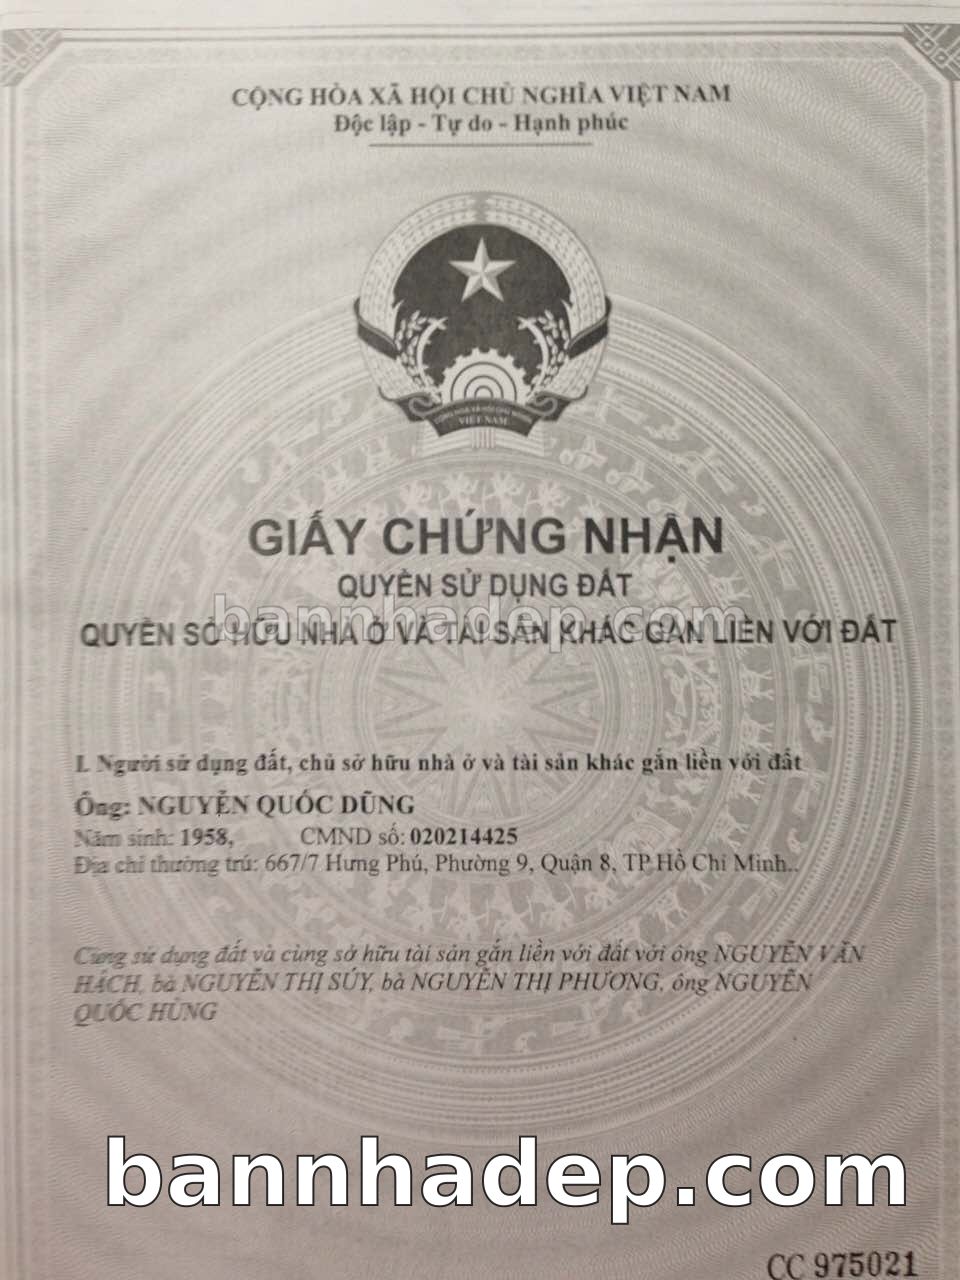 CỘNG HÒA XÃ HỘI CHỦ NGHĨA VIỆT NAM
Độc lập - Tự do - Hạnh phúc
VIỆT NAM
GIẤY CHỨNG NHẬN
QUYỀN SỬ DỤNG ĐẤT
bannhadep.com
QUYỀN SỞ HỮU NHÀ Ở VÀ TÀI SẢN KHÁC GẮN LIỀN VỚI ĐẤT
I. Người sử dụng đất, chủ sở hữu nhà ở và tài sản khác gắn liền với đất
Ông: NGUYỄN QUỐC DŨNG
Năm sinh: 1958, CMND số: 020214425
Địa chỉ thường trú: 667/7 Hưng Phú, Phường 9, Quận 8, TP Hồ Chí Minh..
Cùng sử dụng đất và cùng sở hữu tài sản gắn liền với đất với ông NGUYỄN VĂN
HÁCH, bà NGUYỄN THỊ SÚY, bà NGUYỄN THỊ PHƯƠNG, ông NGUYỄN
QUỐC HÙNG
bannhadep.com
CC 975021